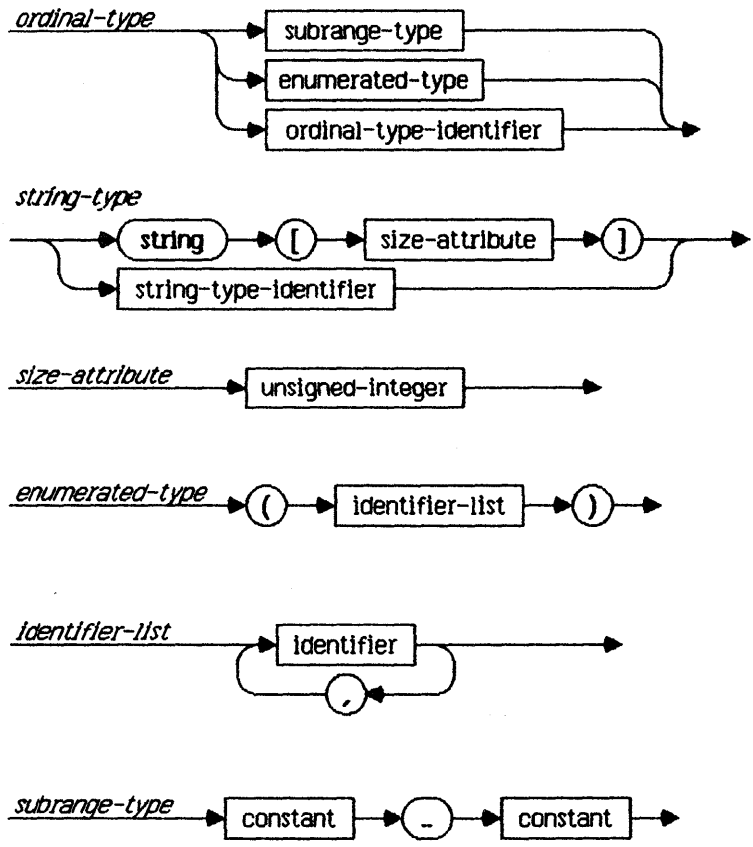 ordinal-type
subrange-type
enumerated-type
ordinal-type-identifier
string-type
string [ size-attribute ]
string-type-identifier
size-attribute unsigned-integer
enumerated-type ( identifier-list )
identifier-list
identifier
,
subrange-type constant .. constant